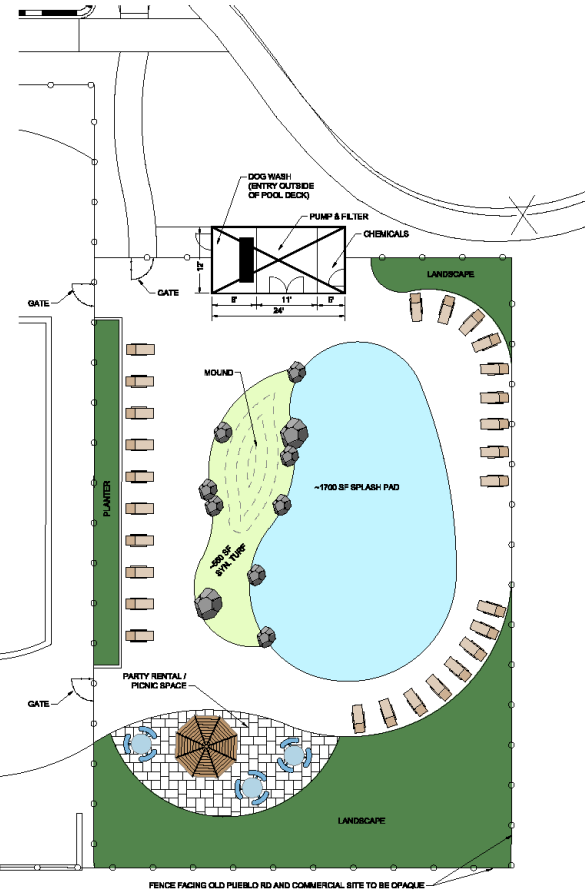 DOG WASH
(ENTRY OUTSIDE
OF POOL DECK)
PUMP & FILTER
CHEMICALS
LANDSCAPE
12'
GATE
GATE
8'
11'
5'
24'
MOUND
~1700 SF SPLASH PAD
PLANTER
~550 SF
SYN. TURF
PARTY RENTAL /
PICNIC SPACE
GATE
LANDSCAPE
FENCE FACING OLD PUEBLO RD AND COMMERCIAL SITE TO BE OPAQUE